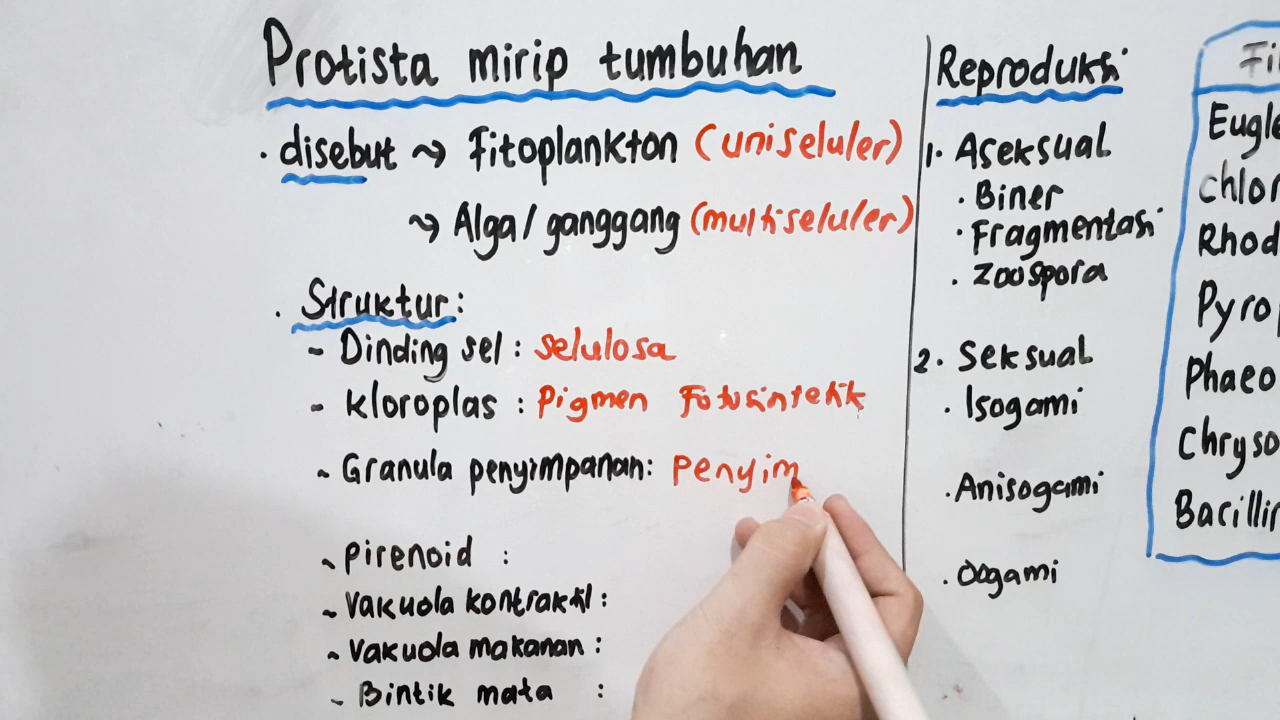 Protista mirip tumbuhan
. disebut ~> Fitoplankton (uniseluler)
~> Alga/ganggang (multiseluler)
. Struktur:
- Dinding sel : selulosa
- kloroplas : Pigmen Fotosintetik
~ Granula penyimpanan: Penyim
~ pirenoid :
~ Vakuola kontraktil :
~ Vakuola makanan :
~ Bintik mata :
Reproduksi
1. Aseksual
. Biner
. Fragmentasi
. Zoospora
2. Seksual
. Isogami
. Anisogami
. Oogami
Fi
Eugle
chlor
Rhod
Pyro
Phaeo
Chryso
Bacillir